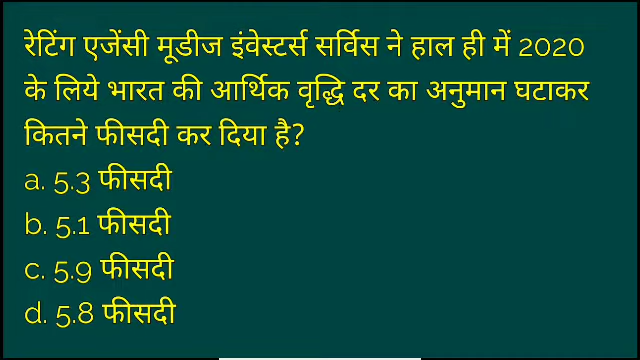 रेटिंग एजेंसी मूडीज इंवेस्टर्स सर्विस ने हाल ही में 2020
के लिये भारत की आर्थिक वृद्धि दर का अनुमान घटाकर
कितने फीसदी कर दिया है?
a. 5.3 फीसदी
b. 5.1 फीसदी
c. 5.9 फीसदी
d. 5.8 फीसदी